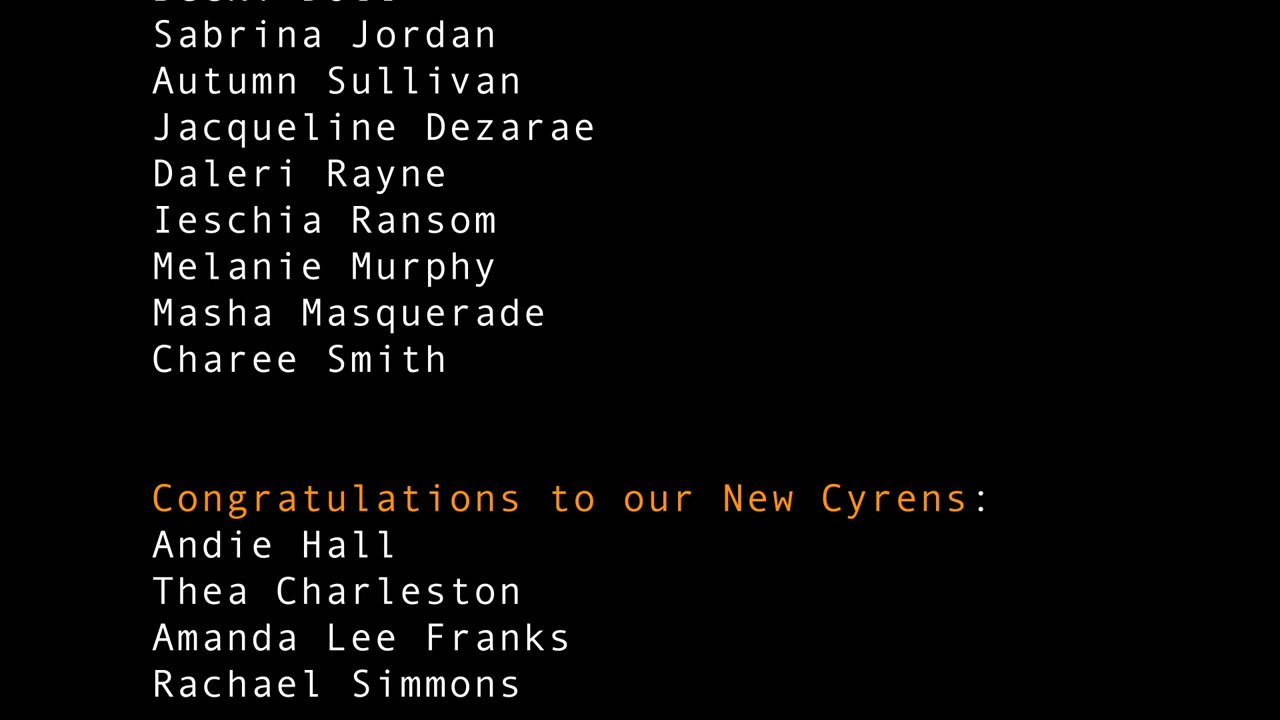 Sabrina Jordan
Autumn Sullivan
Jacqueline Dezarae
Daleri Rayne
Ieschia Ransom
Melanie Murphy
Masha Masquerade
Charee Smith
Congratulations to our New Cyrens:
Andie Hall
Thea Charleston
Amanda Lee Franks
Rachael Simmons